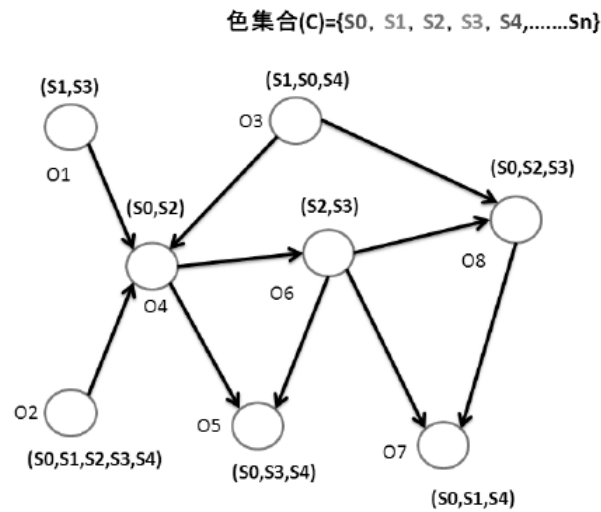 色集合(C)={S0, S1, S2, S3, S4,.......Sn}
(S1,S3)
(S1,S0,S4)
O3
O1
(S0,S2,S3)
(S0,S2)
(S2,S3)
O8
O4
O6
O2
O5
O7
(S0,S1,S2,S3,S4)
(S0,S3,S4)
(S0,S1,S4)